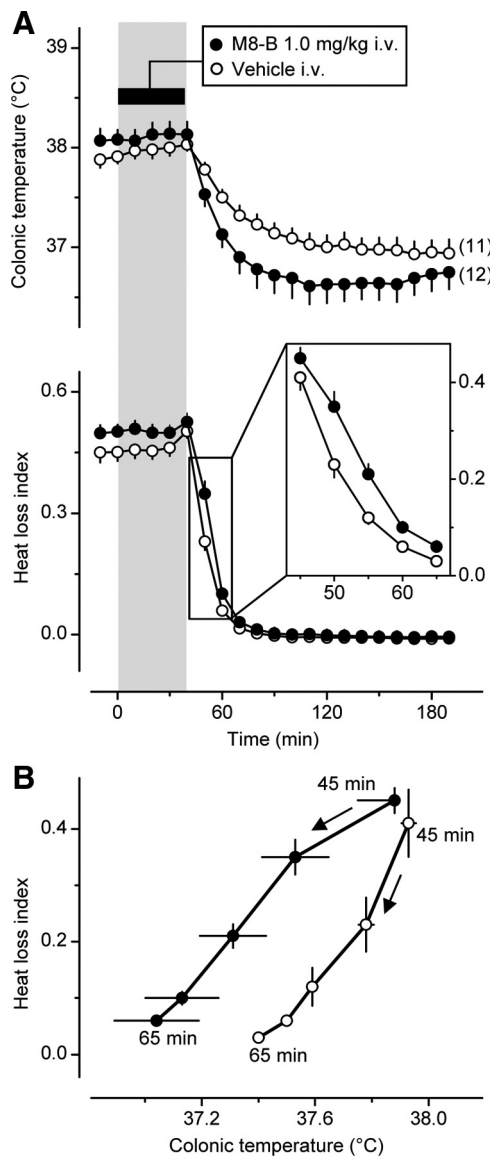 A
M8-B 1.0 mg/kg i.v.
Vehicle i.v.
Colonic temperature (°C)
39
38
37
(11)
(12)
Heat loss index
0.6
0.3
0.0
0.4
0.2
0.0
50
60
0
60
120
180
Time (min)
B
Heat loss index
0.4
0.2
0.0
45 min
45 min
65 min
65 min
37.2
37.6
38.0
Colonic temperature (°C)